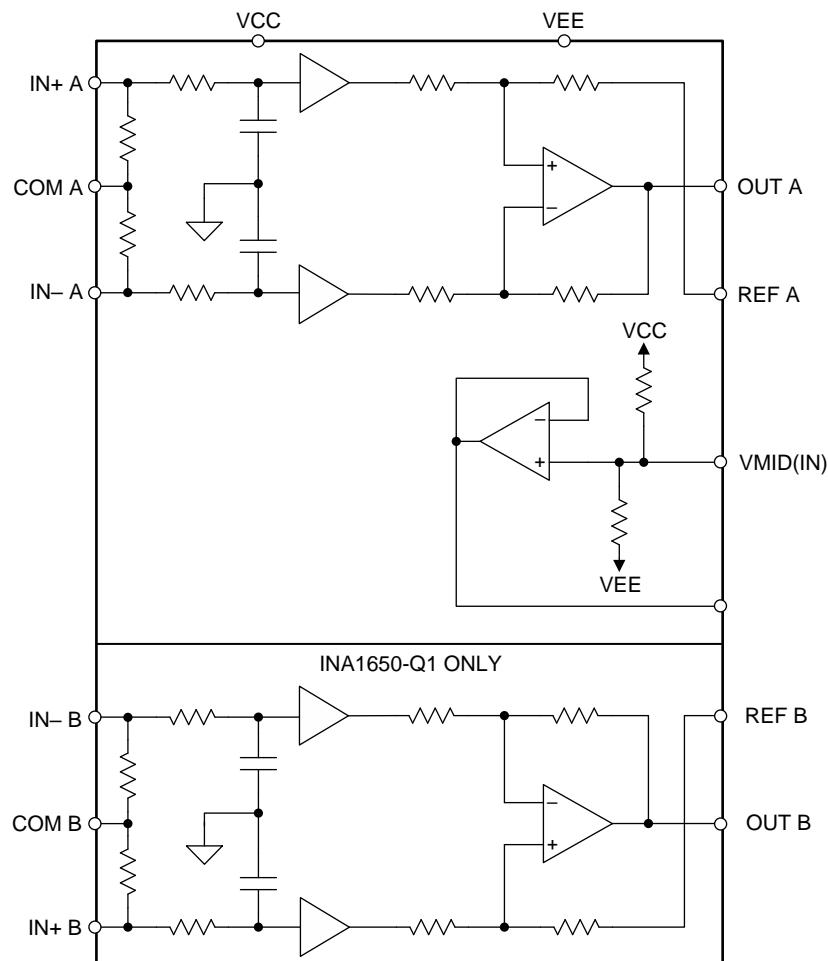 VCC
VEE
IN+ A
COM A
+
OUT A
−
IN− A
REF A
VCC
−
+
VMID(IN)
VEE
INA1650-Q1 ONLY
IN− B
REF B
−
COM B
OUT B
+
IN+ B